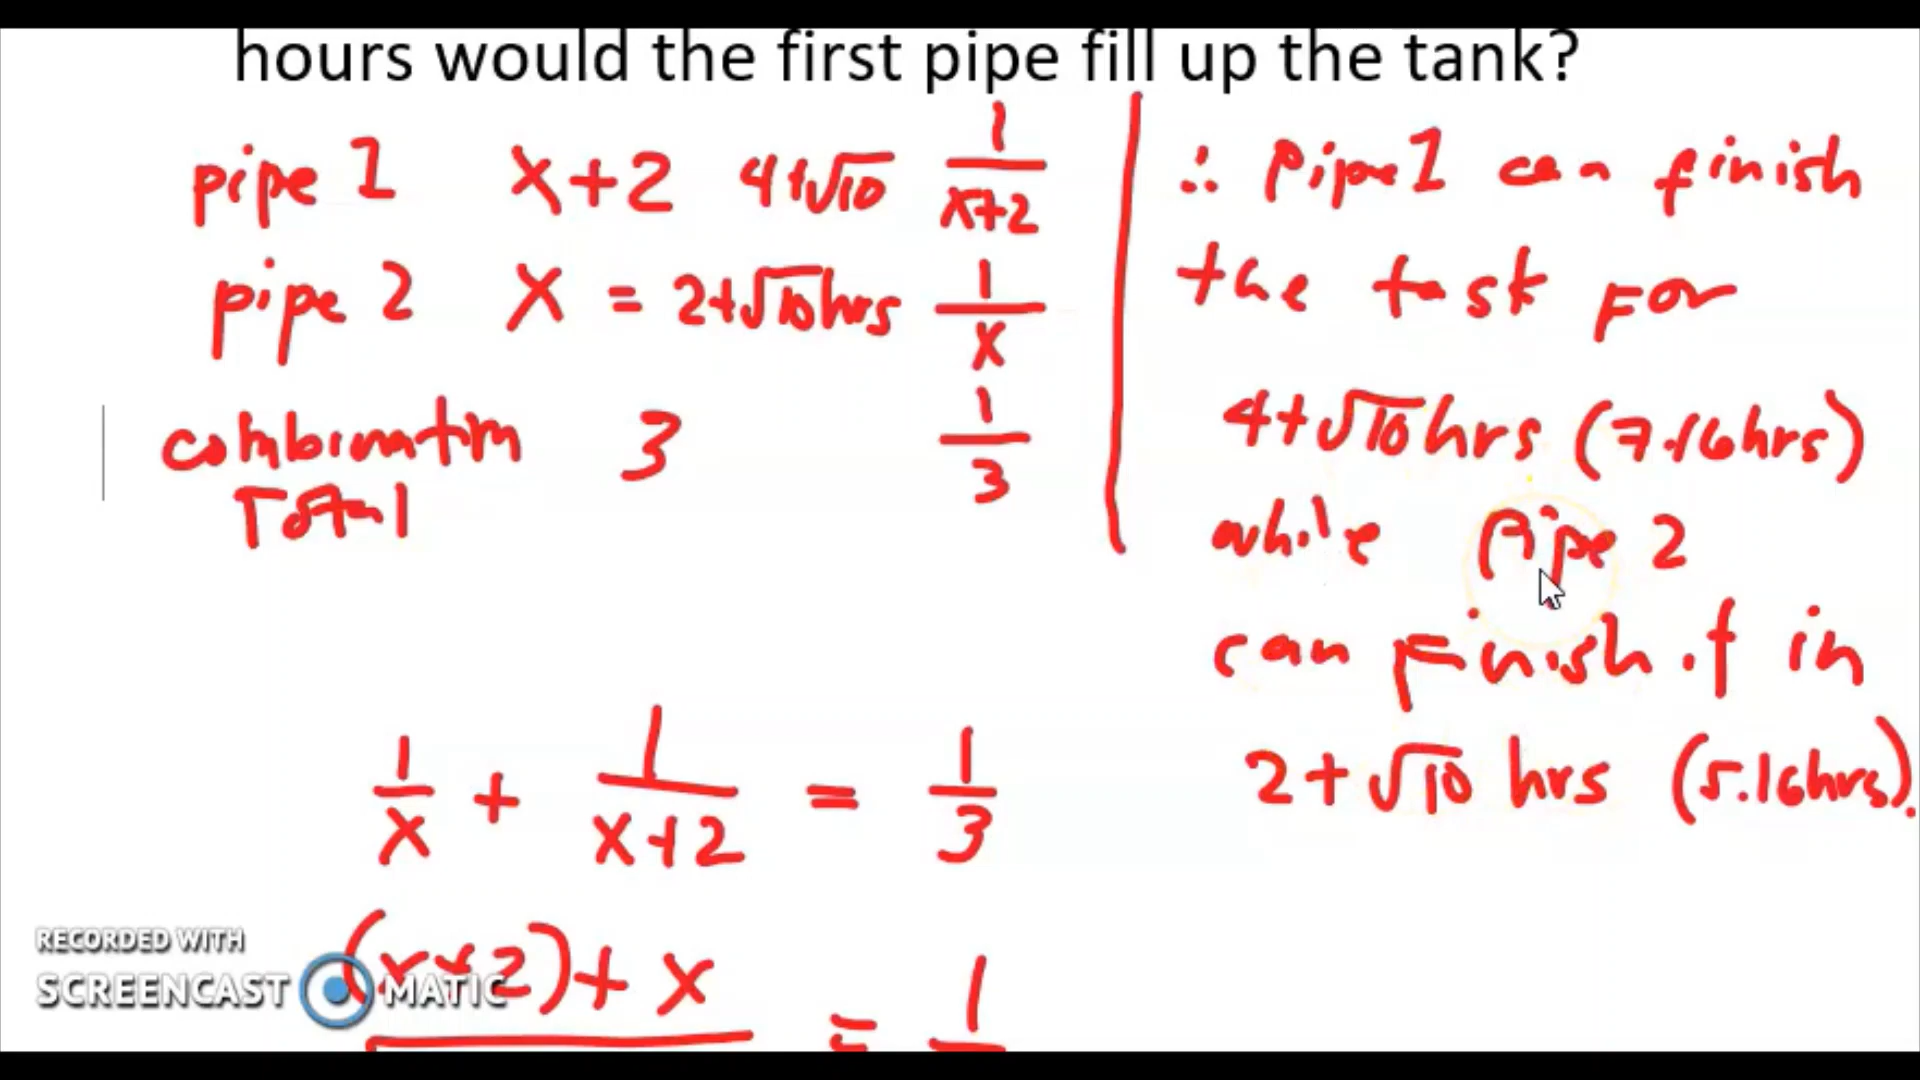 hours would the first pipe fill up the tank?
pipe 1 x+2 4+√10 1/(x+2)
pipe 2 x = 2+√10 hrs 1/x
combination 3 1/3
Total
1/x + 1/(x+2) = 1/3
(x+2) + x = 1
∴ pipe 1 can finish
the task for
4+√10 hrs (7.16hrs)
while pipe 2
can finish it in
2+√10 hrs (5.16hrs).
RECORDED WITH
SCREENCAST MATIC